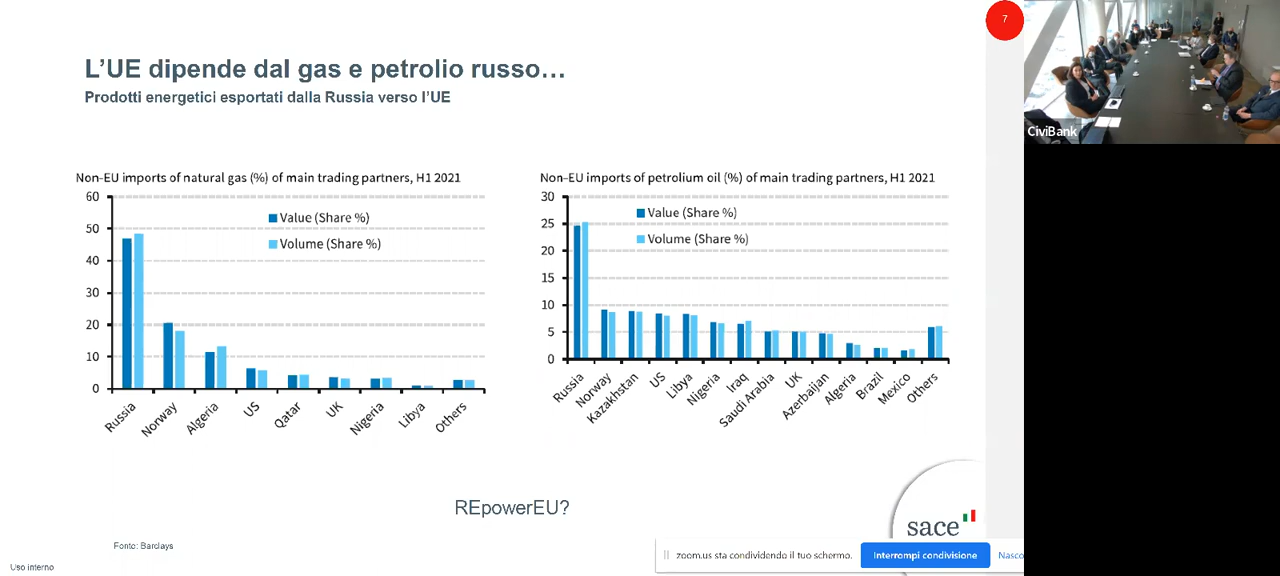 7
L'UE dipende dal gas e petrolio russo…
Prodotti energetici esportati dalla Russia verso l'UE
CiviBank
Non-EU imports of natural gas (%) of main trading partners, H1 2021
60
50
40
30
20
10
0
Value (Share %)
Volume (Share %)
Russia
Norway
Algeria
US
Qatar
UK
Nigeria
Libya
Others
Non-EU imports of petrolium oil (%) of main trading partners, H1 2021
30
25
20
15
10
5
0
Value (Share %)
Volume (Share %)
Russia
Norway
Kazakhstan
US
Libya
Nigeria
Iraq
Saudi Arabia
UK
Azerbaijan
Algeria
Brazil
Mexico
Others
REpowerEU?
sace
Fonte: Barclays
zoom.us sta condividendo il tuo schermo.
Interrompi condivisione
Nasco
Uso interno